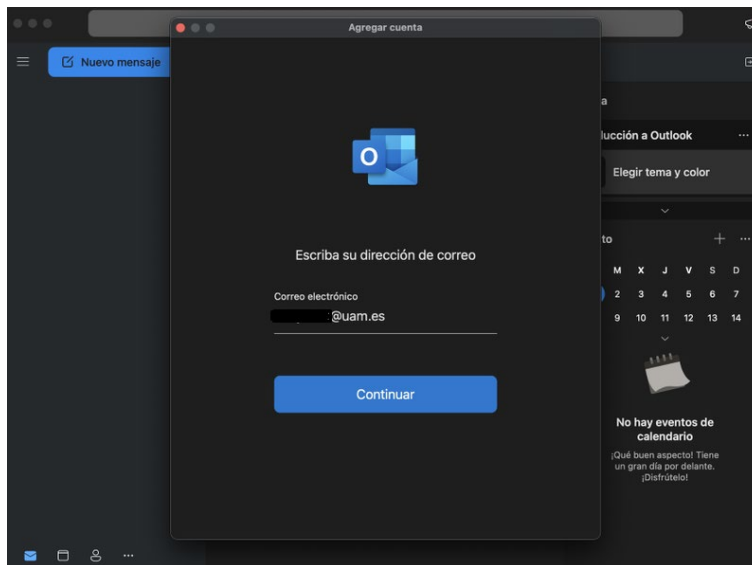 Agregar cuenta
Nuevo mensaje
O
Escriba su dirección de correo
Correo electrónico
@uam.es
Continuar
a
lucción a Outlook
Elegir tema y color
to
M X J V S D
2 3 4 5 6 7
9 10 11 12 13 14
No hay eventos de
calendario
¡Qué buen aspecto! Tiene
un gran día por delante.
¡Disfrútelo!